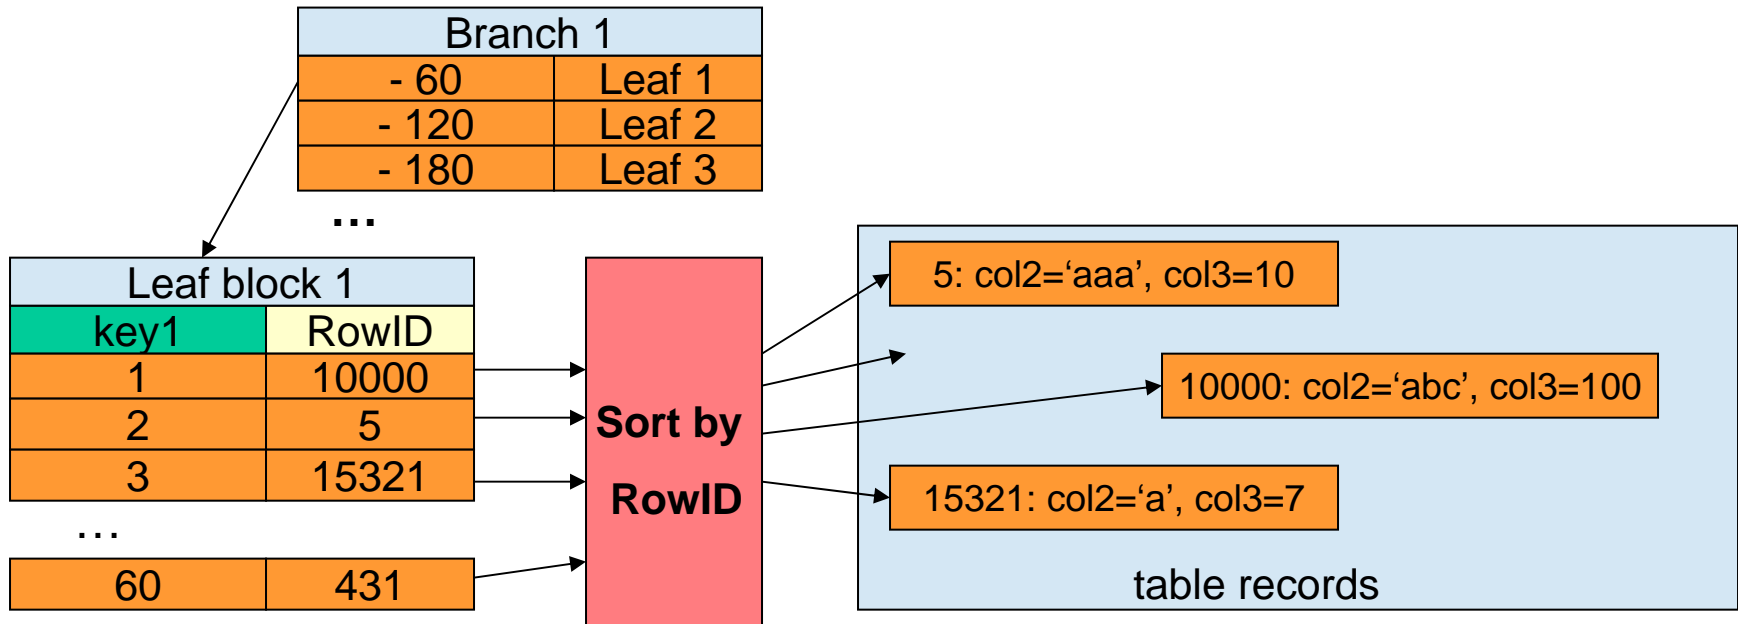 Branch 1
- 60 Leaf 1
- 120 Leaf 2
- 180 Leaf 3
...
Leaf block 1
key1 RowID
1 10000
2 5
3 15321
…
60 431
Sort by
RowID
5: col2=‘aaa’, col3=10
10000: col2=‘abc’, col3=100
15321: col2=‘a’, col3=7
table records